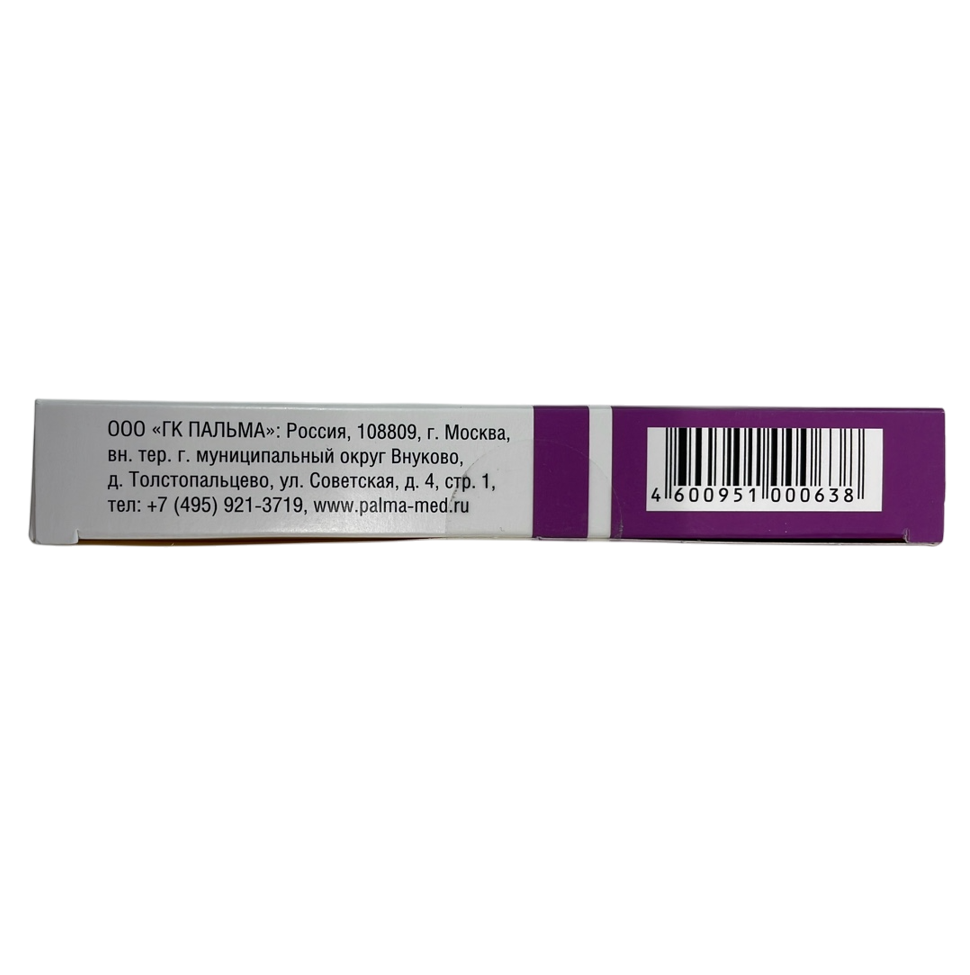 ООО «ГК ПАЛЬМА»: Россия, 108809, г. Москва,
вн. тер. г. муниципальный округ Внуково,
д. Толстопальцево, ул. Советская, д. 4, стр. 1,
тел: +7 (495) 921-3719, www.palma-med.ru
4 600951 000638